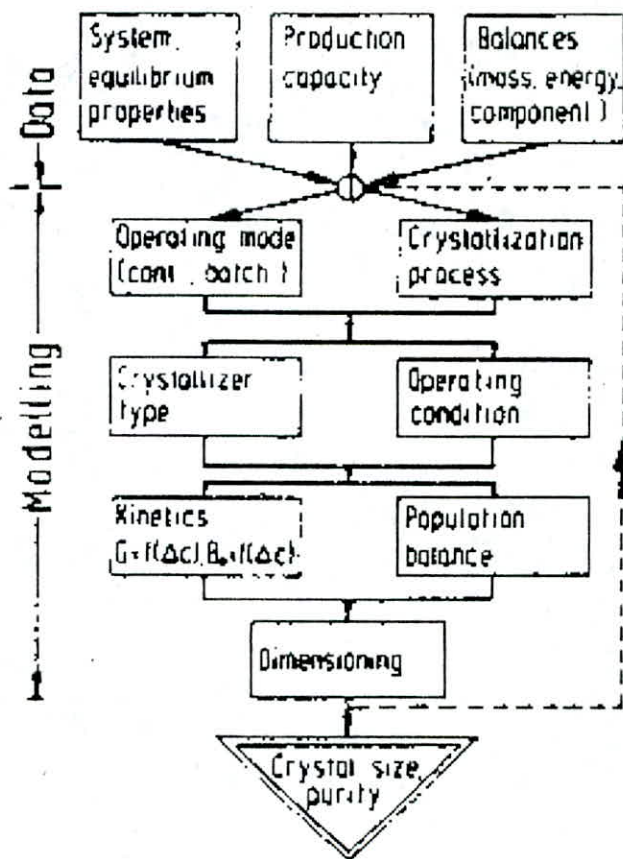 System,
equilibrium
properties
Production
capacity
Balances
(mass, energy,
component)
Data
Operating mode
(cont., batch)
Crystallization
process
Modelling
Crystallizer
type
Operating
condition
Kinetics
G=f(Δc), B₀=f(Δc)
Population
balance
Dimensioning
Crystal size,
purity